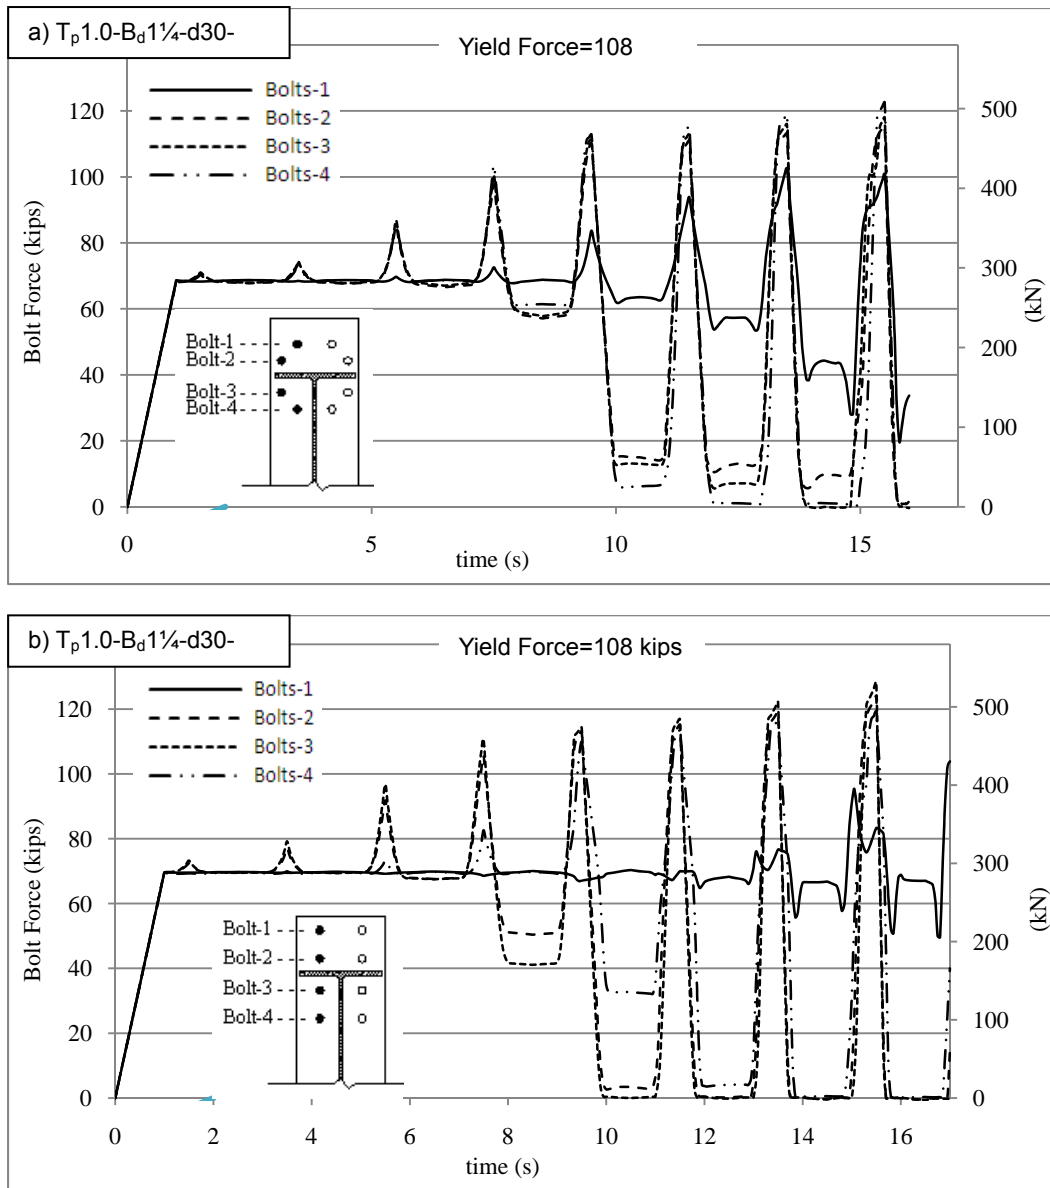 a) Tp1.0-Bd1¼-d30-
Yield Force=108
Bolts-1
Bolts-2
Bolts-3
Bolts-4
120
100
80
60
40
20
0
Bolt Force (kips)
500
400
300
200
100
0
(kN)
Bolt-1
Bolt-2
Bolt-3
Bolt-4
0 5 10 15
time (s)
b) Tp1.0-Bd1¼-d30-
Yield Force=108 kips
Bolts-1
Bolts-2
Bolts-3
Bolts-4
120
100
80
60
40
20
0
Bolt Force (kips)
500
400
300
200
100
0
(kN)
Bolt-1
Bolt-2
Bolt-3
Bolt-4
0 2 4 6 8 10 12 14 16
time (s)